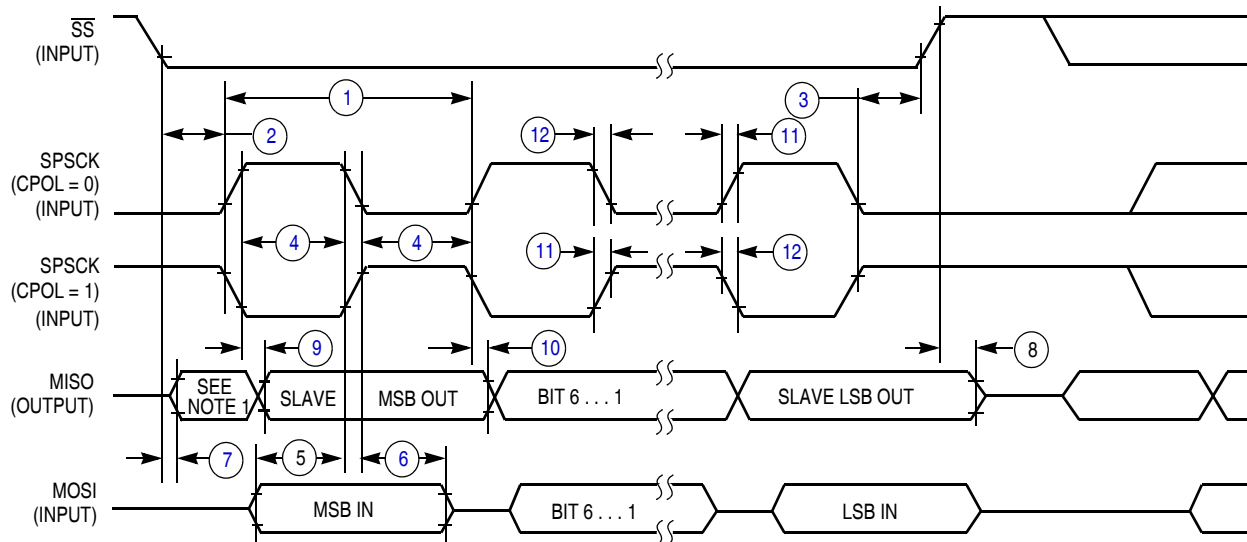 SS
(INPUT)
1
3
2
12
11
SPSCK
(CPOL = 0)
(INPUT)
4
4
11
12
SPSCK
(CPOL = 1)
(INPUT)
9
10
8
MISO
(OUTPUT)
SEE
NOTE 1
SLAVE
MSB OUT
BIT 6 . . . 1
SLAVE LSB OUT
7
5
6
MOSI
(INPUT)
MSB IN
BIT 6 . . . 1
LSB IN